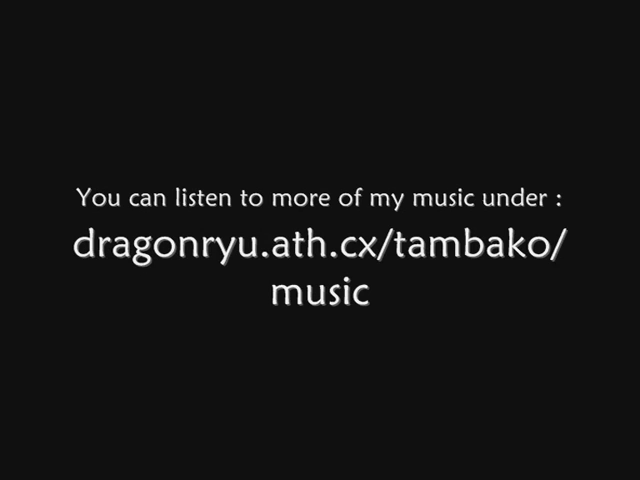 You can listen to more of my music under :
dragonryu.ath.cx/tambako/
music